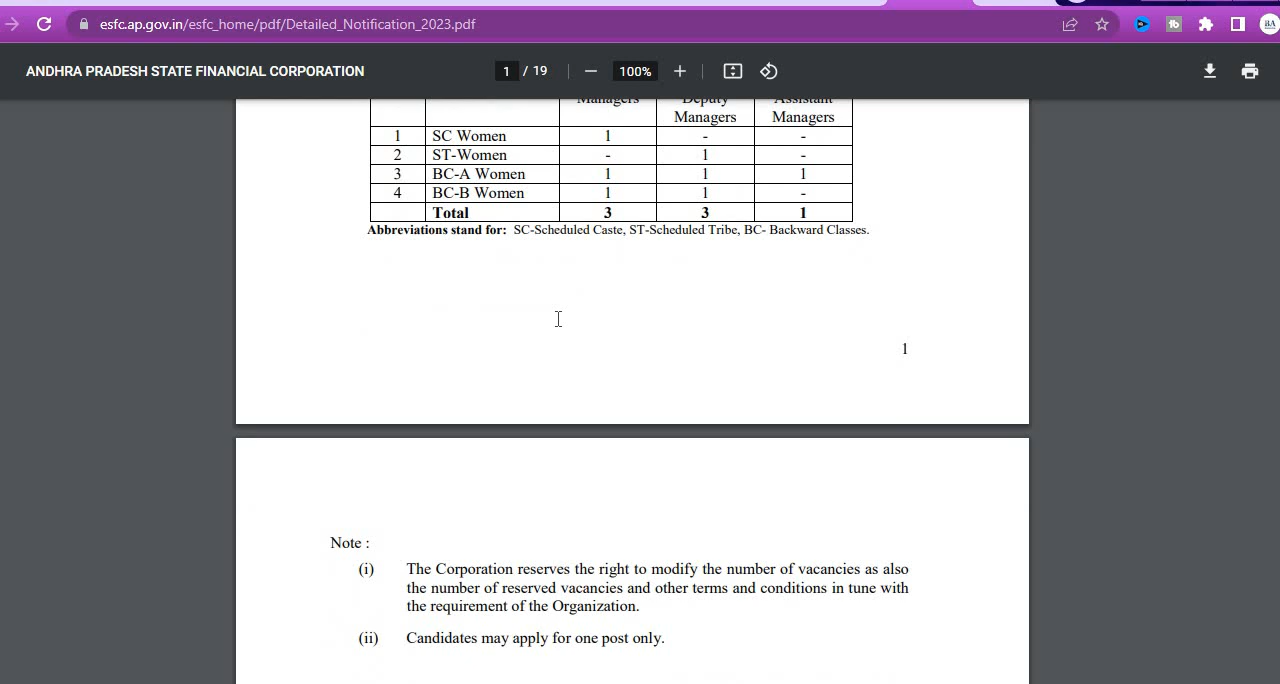 esfc.ap.gov.in/esfc_home/pdf/Detailed_Notification_2023.pdf
BA
ANDHRA PRADESH STATE FINANCIAL CORPORATION 1 / 19 — 100% +
Managers Deputy Managers Assistant Managers
1 SC Women 1 - -
2 ST-Women - 1 -
3 BC-A Women 1 1 1
4 BC-B Women 1 1 -
Total 3 3 1
Abbreviations stand for: SC-Scheduled Caste, ST-Scheduled Tribe, BC- Backward Classes.
1
Note :
(i) The Corporation reserves the right to modify the number of vacancies as also
the number of reserved vacancies and other terms and conditions in tune with
the requirement of the Organization.
(ii) Candidates may apply for one post only.